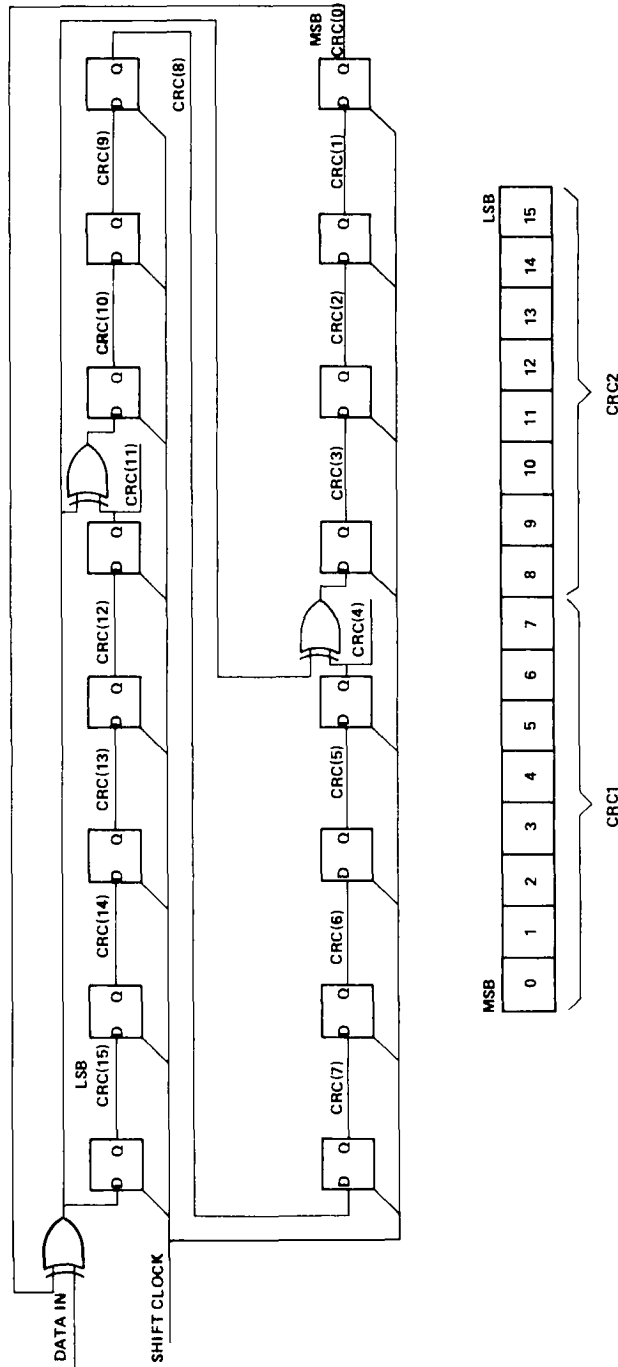 DATA IN
SHIFT CLOCK
LSB
CRC(15)
CRC(14)
CRC(13)
CRC(12)
CRC(11)
CRC(10)
CRC(9)
CRC(8)
D Q
D Q
D Q
D Q
D Q
D Q
D Q
D Q
CRC(7)
CRC(6)
CRC(5)
CRC(4)
CRC(3)
CRC(2)
CRC(1)
MSB
CRC(0)
D Q
D Q
D Q
D Q
D Q
D Q
D Q
D Q
MSB LSB
0 1 2 3 4 5 6 7 8 9 10 11 12 13 14 15
CRC1 CRC2